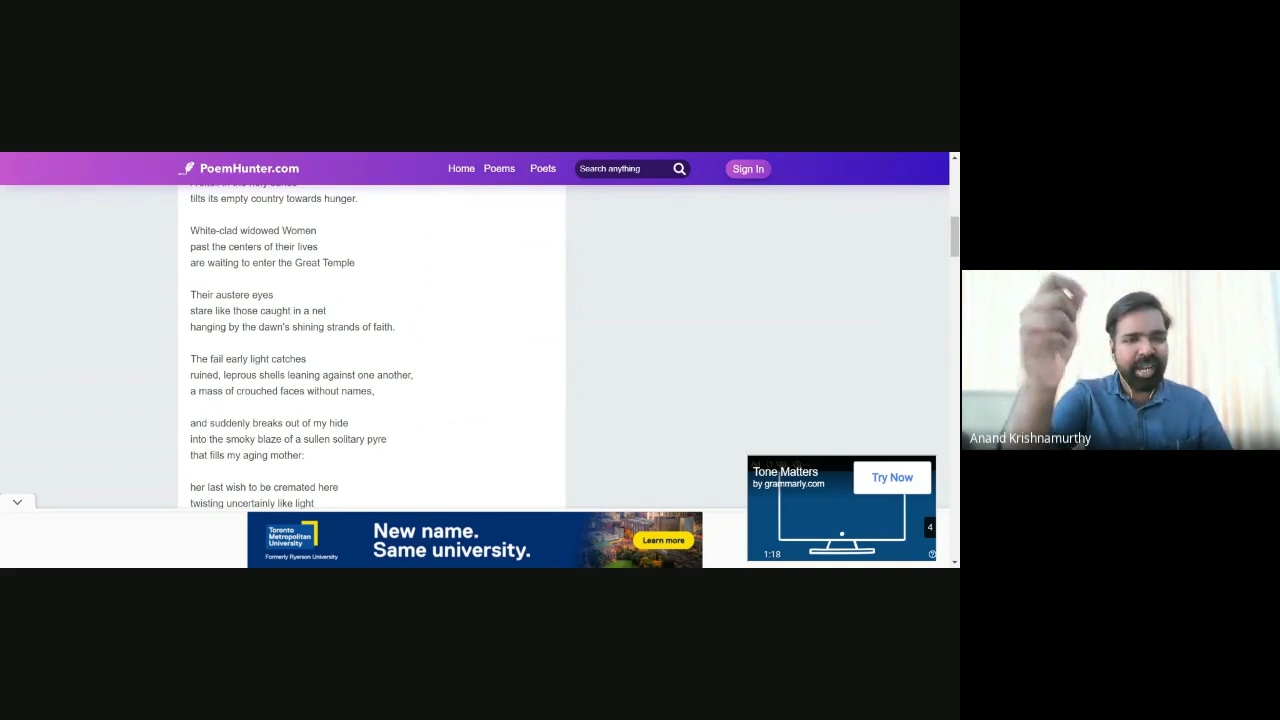 PoemHunter.com
Home Poems Poets Search anything Sign In
tilts its empty country towards hunger.
White-clad widowed Women
past the centers of their lives
are waiting to enter the Great Temple
Their austere eyes
stare like those caught in a net
hanging by the dawn's shining strands of faith.
The fail early light catches
ruined, leprous shells leaning against one another,
a mass of crouched faces without names,
and suddenly breaks out of my hide
into the smoky blaze of a sullen solitary pyre
that fills my aging mother:
her last wish to be cremated here
twisting uncertainly like light
Tone Matters
by grammarly.com
Try Now
4
1:18
Toronto
Metropolitan
University
Formerly Ryerson University
New name.
Same university.
Learn more
Anand Krishnamurthy